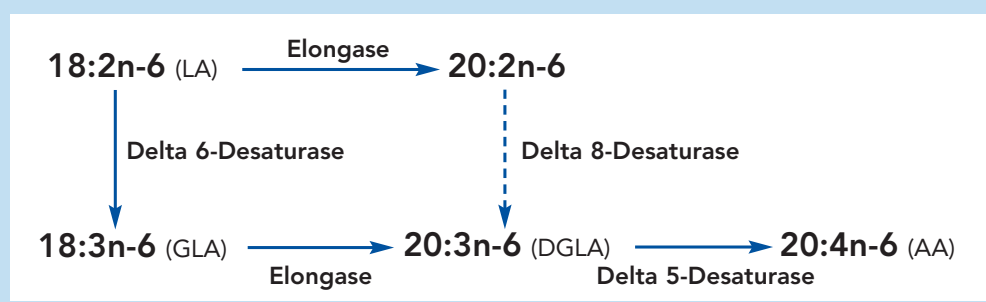 Elongase
18:2n-6 (LA) 20:2n-6
Delta 6-Desaturase Delta 8-Desaturase
18:3n-6 (GLA) 20:3n-6 (DGLA) 20:4n-6 (AA)
Elongase Delta 5-Desaturase